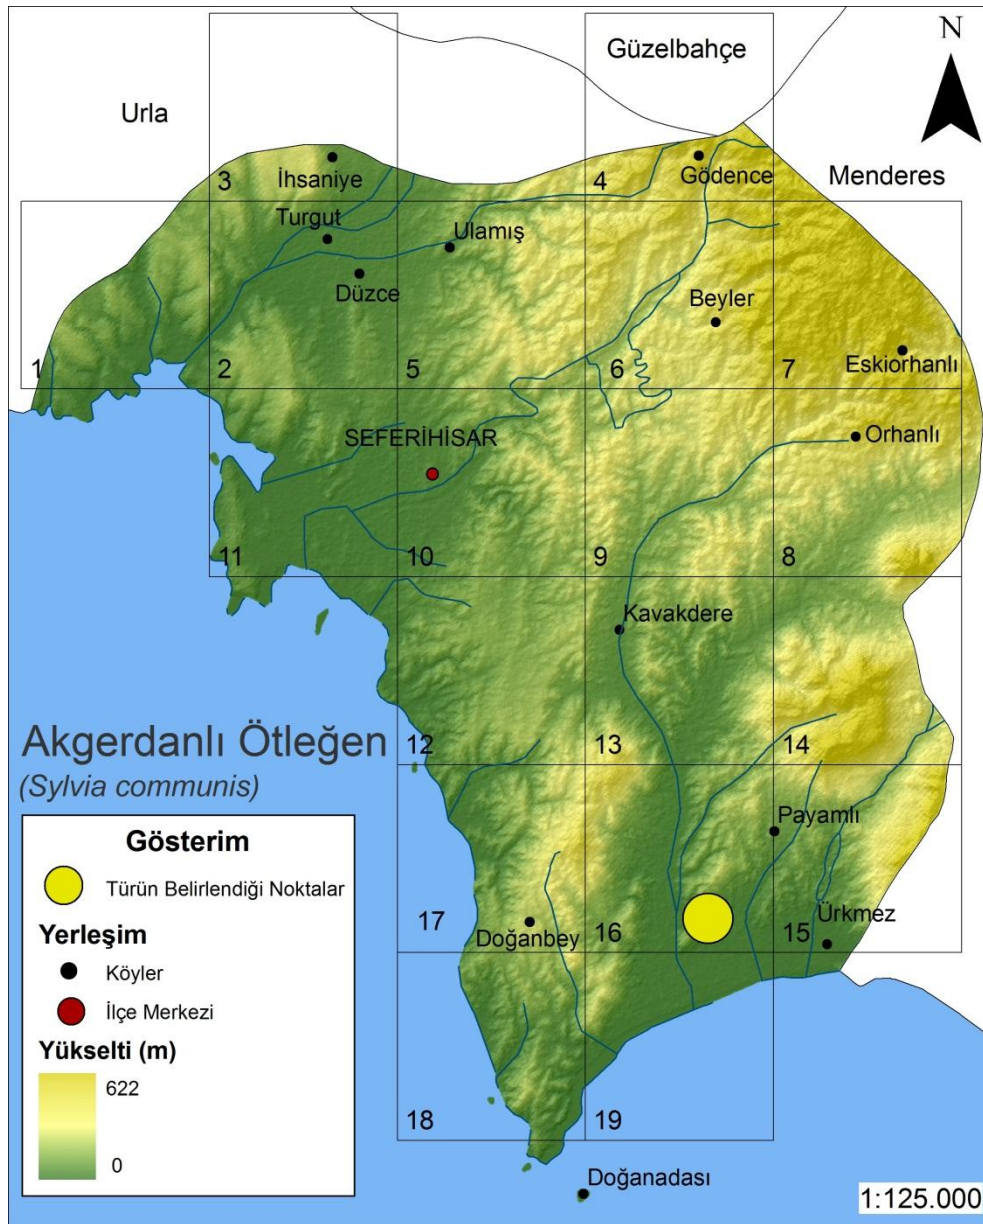 Güzelbahçe
N
Urla
3
İhsaniye
4
Gödence
Menderes
Turgut
Ulamış
Düzce
Beyler
1
2
5
6
7
Eskiorhanlı
SEFERİHİSAR
Orhanlı
11
10
9
8
Kavakdere
Akgerdanlı Ötleğen
(Sylvia communis)
12
13
14
Gösterim
Türün Belirlendiği Noktalar
Yerleşim
Köyler
İlçe Merkezi
Yükselti (m)
622
0
Payamlı
17
Doğanbey
16
15
Ürkmez
18
19
Doğanadası
1:125.000